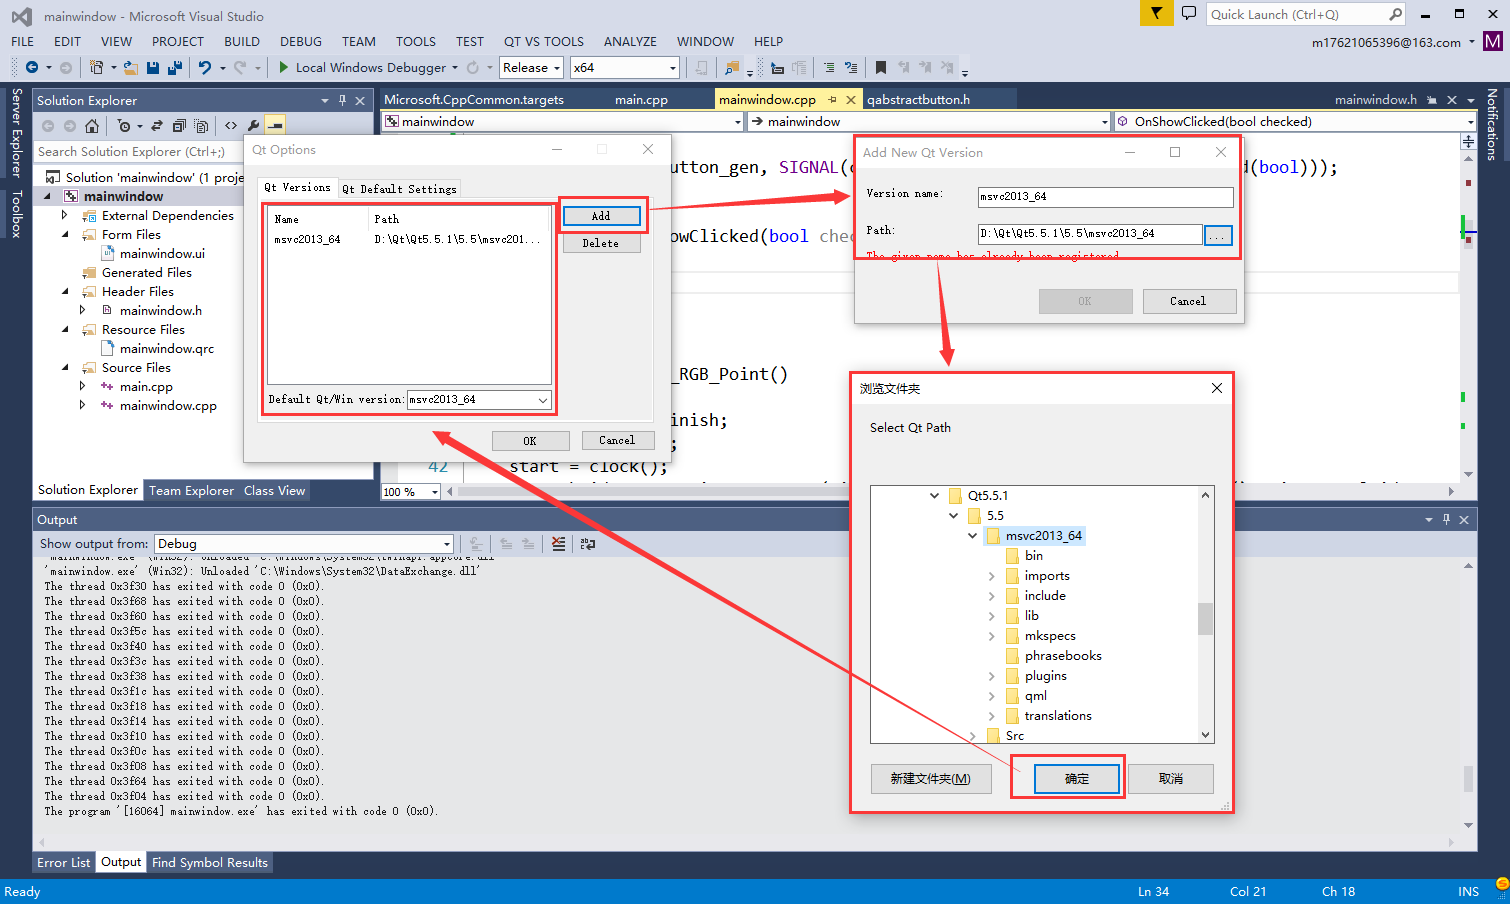 mainwindow - Microsoft Visual Studio
Quick Launch (Ctrl+Q)
FILE EDIT VIEW PROJECT BUILD DEBUG TEAM TOOLS TEST QT VS TOOLS ANALYZE WINDOW HELP
m17621065396@163.com M
Local Windows Debugger Release x64
Server Explorer
Toolbox
Notifications
Solution Explorer
Search Solution Explorer (Ctrl+;)
Solution 'mainwindow' (1 proje
mainwindow
External Dependencies
Form Files
mainwindow.ui
Generated Files
Header Files
mainwindow.h
Resource Files
mainwindow.qrc
Source Files
main.cpp
mainwindow.cpp
Solution Explorer Team Explorer Class View
Microsoft.CppCommon.targets main.cpp mainwindow.cpp qabstractbutton.h mainwindow.h
mainwindow mainwindow OnShowClicked(bool checked)
utton_gen, SIGNAL(
d(bool)));
owClicked(bool che
_RGB_Point()
inish;
;
42 start = clock();
100 %
Qt Options
Qt Versions Qt Default Settings
Name Path
msvc2013_64 D:\Qt\Qt5.5.1\5.5\msvc201...
Add
Delete
Default Qt/Win version: msvc2013_64
OK Cancel
Add New Qt Version
Version name: msvc2013_64
Path: D:\Qt\Qt5.5.1\5.5\msvc2013_64 ...
The given name has already been registered
OK Cancel
浏览文件夹
Select Qt Path
Qt5.5.1
5.5
msvc2013_64
bin
imports
include
lib
mkspecs
phrasebooks
plugins
qml
translations
Src
新建文件夹(M) 确定 取消
Output
Show output from: Debug
'mainwindow.exe' (Win32): Unloaded 'C:\Windows\System32\twinapi.appcore.dll'
'mainwindow.exe' (Win32): Unloaded 'C:\Windows\System32\DataExchange.dll'
The thread 0x3f30 has exited with code 0 (0x0).
The thread 0x3f68 has exited with code 0 (0x0).
The thread 0x3f60 has exited with code 0 (0x0).
The thread 0x3f5c has exited with code 0 (0x0).
The thread 0x3f40 has exited with code 0 (0x0).
The thread 0x3f3c has exited with code 0 (0x0).
The thread 0x3f38 has exited with code 0 (0x0).
The thread 0x3f1c has exited with code 0 (0x0).
The thread 0x3f18 has exited with code 0 (0x0).
The thread 0x3f14 has exited with code 0 (0x0).
The thread 0x3f10 has exited with code 0 (0x0).
The thread 0x3f0c has exited with code 0 (0x0).
The thread 0x3f08 has exited with code 0 (0x0).
The thread 0x3f64 has exited with code 0 (0x0).
The thread 0x3f04 has exited with code 0 (0x0).
The program '[16064] mainwindow.exe' has exited with code 0 (0x0).
Error List Output Find Symbol Results
Ready Ln 34 Col 21 Ch 18 INS